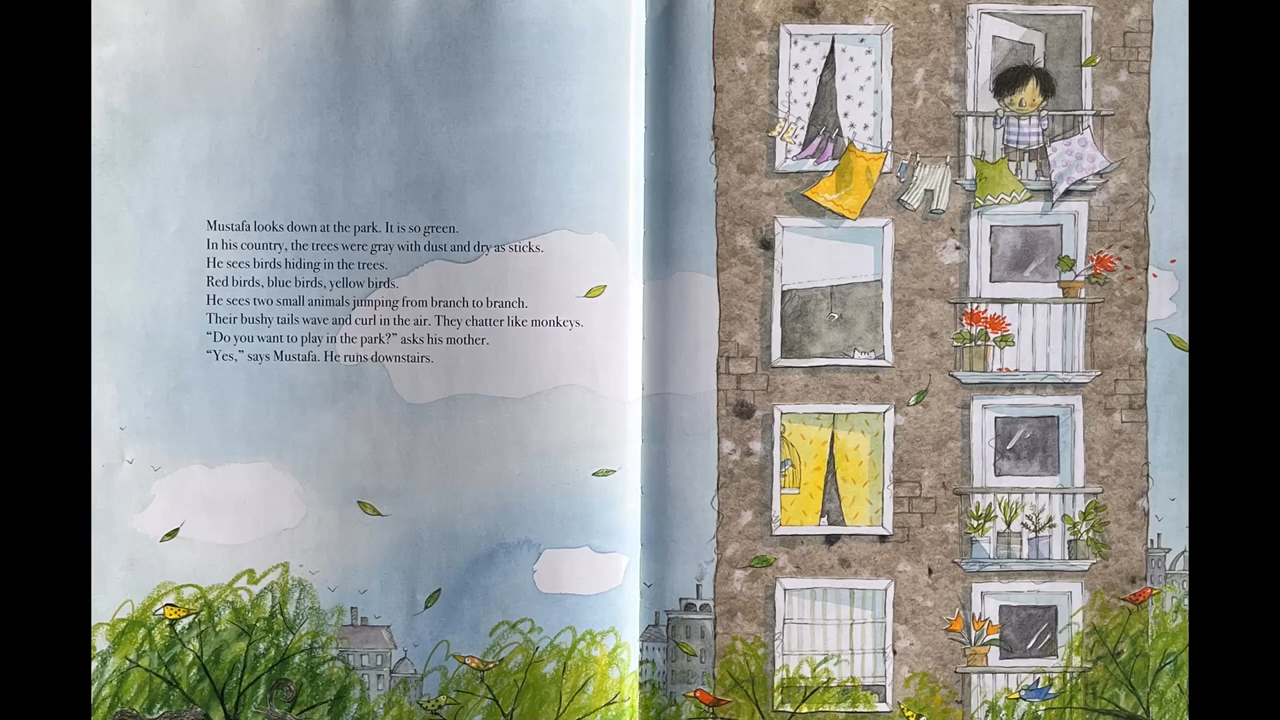 Mustafa looks down at the park. It is so green.
In his country, the trees were gray with dust and dry as sticks.
He sees birds hiding in the trees.
Red birds, blue birds, yellow birds.
He sees two small animals jumping from branch to branch.
Their bushy tails wave and curl in the air. They chatter like monkeys.
“Do you want to play in the park?” asks his mother.
“Yes,” says Mustafa. He runs downstairs.